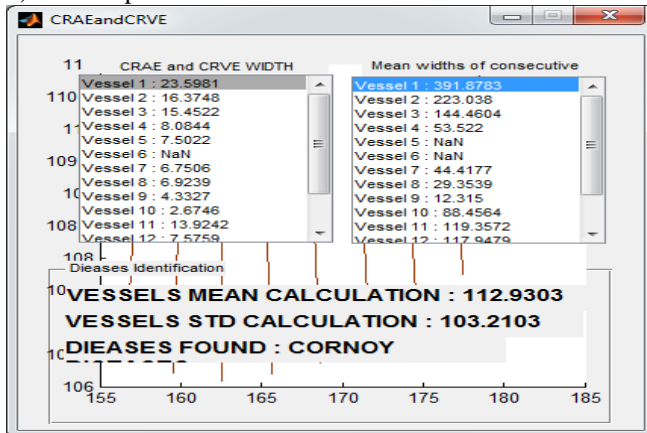 CRAEandCRVE
11
CRAE and CRVE WIDTH
Mean widths of consecutive
Vessel 1 : 23.5981
Vessel 2 : 16.3748
Vessel 3 : 15.4522
Vessel 4 : 8.0844
Vessel 5 : 7.5022
Vessel 6 : NaN
Vessel 7 : 6.7506
Vessel 8 : 6.9239
Vessel 9 : 4.3327
Vessel 10 : 2.6746
Vessel 11 : 13.9242
Vessel 12 : 7.5759
Vessel 1 : 391.8783
Vessel 2 : 223.038
Vessel 3 : 144.4604
Vessel 4 : 53.522
Vessel 5 : NaN
Vessel 6 : NaN
Vessel 7 : 44.4177
Vessel 8 : 29.3539
Vessel 9 : 12.315
Vessel 10 : 88.4564
Vessel 11 : 119.3572
Vessel 12 : 117.9479
110
11
109
10
108
108
Dieases Identification
10
VESSELS MEAN CALCULATION : 112.9303
VESSELS STD CALCULATION : 103.2103
DIEASES FOUND : CORNOY
10
106
155 160 165 170 175 180 185